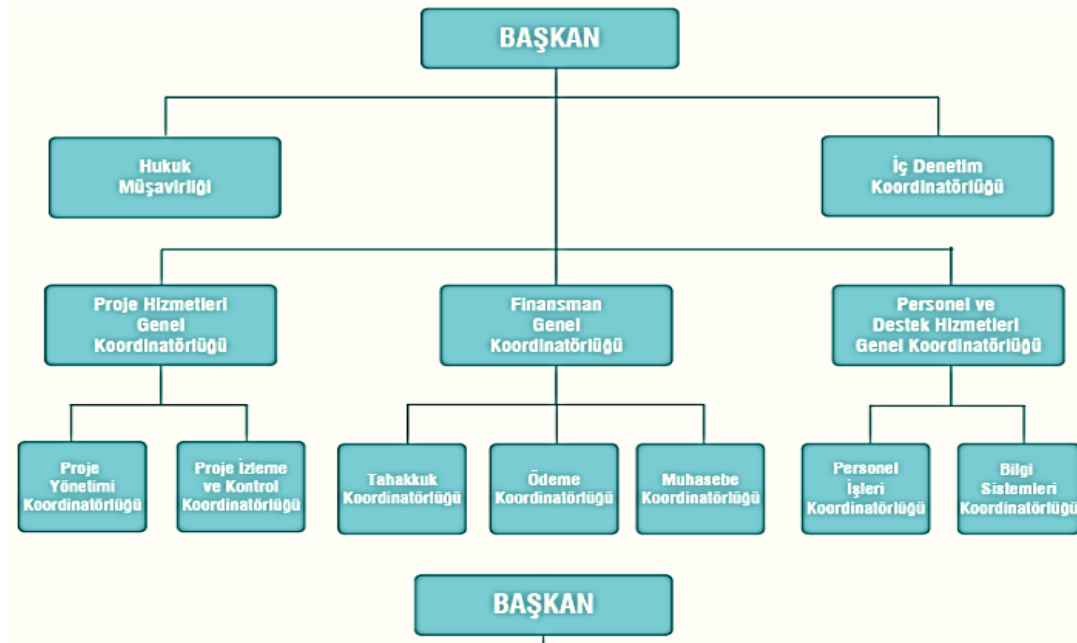 BAŞKAN
Hukuk
Müşavirliği
İç Denetim
Koordinatörlüğü
Proje Hizmetleri
Genel
Koordinatörlüğü
Finansman
Genel
Koordinatörlüğü
Personel ve
Destek Hizmetleri
Genel Koordinatörlüğü
Proje
Yönetimi
Koordinatörlüğü
Proje İzleme
ve Kontrol
Koordinatörlüğü
Tahakkuk
Koordinatörlüğü
Ödeme
Koordinatörlüğü
Muhasebe
Koordinatörlüğü
Personel
İşleri
Koordinatörlüğü
Bilgi
Sistemleri
Koordinatörlüğü
BAŞKAN